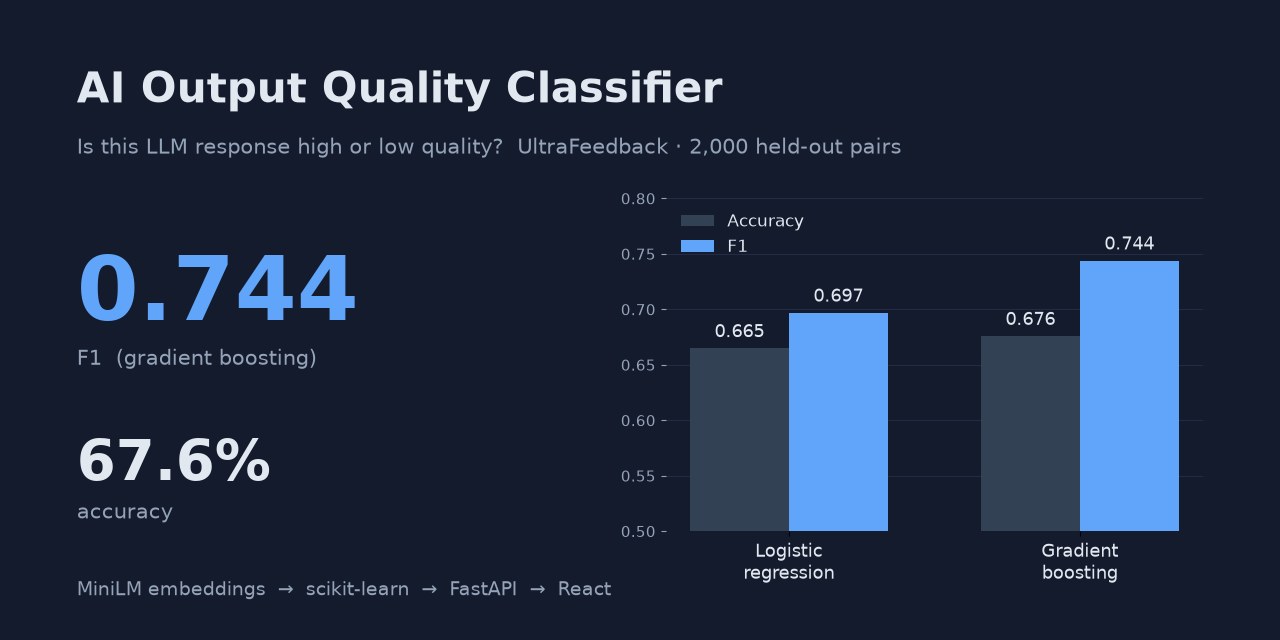 AI Output Quality Classifier
Is this LLM response high or low quality?  UltraFeedback · 2,000 held-out pairs
0.744
F1  (gradient boosting)
67.6%
accuracy
MiniLM embeddings → scikit-learn → FastAPI → React
0.80
0.75
0.70
0.65
0.60
0.55
0.50
Accuracy
F1
0.665
0.697
0.676
0.744
Logistic
regression
Gradient
boosting